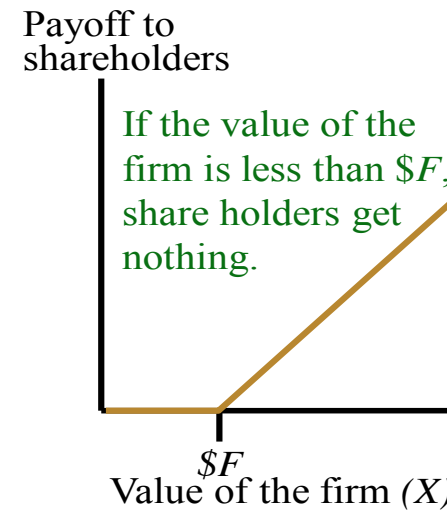 Payoff to
shareholders
If the value of the
firm is less than $F,
share holders get
nothing.
$F
Value of the firm (X)